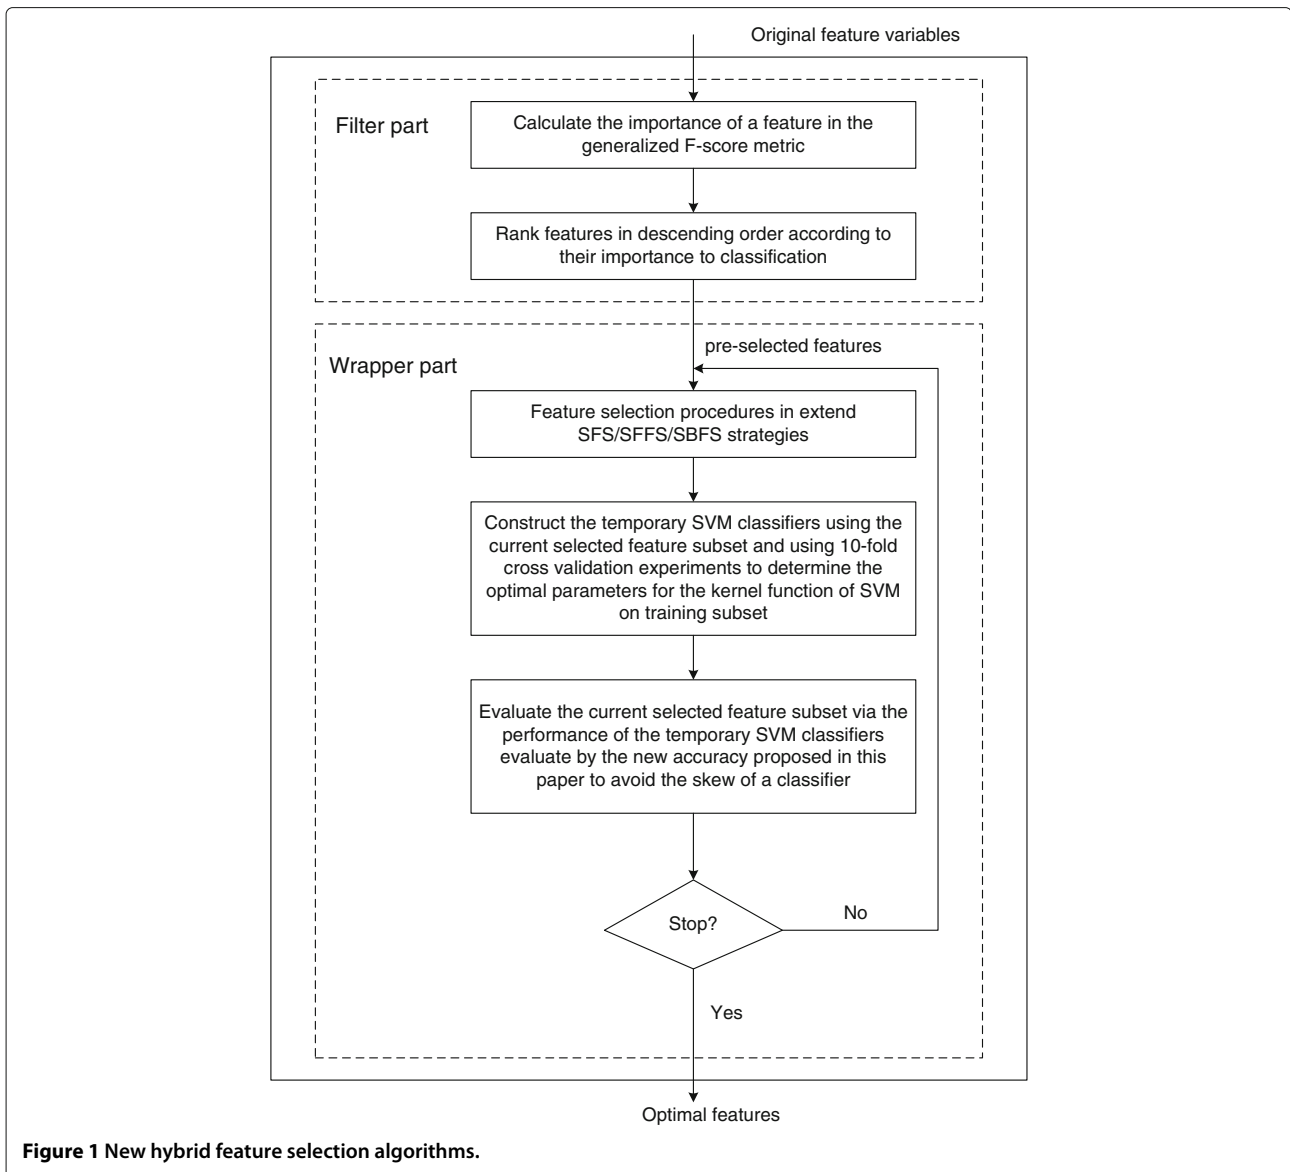 Original feature variables
Filter part
Calculate the importance of a feature in the
generalized F-score metric
Rank features in descending order according to
their importance to classification
pre-selected features
Wrapper part
Feature selection procedures in extend
SFS/SFFS/SBFS strategies
Construct the temporary SVM classifiers using the
current selected feature subset and using 10-fold
cross validation experiments to determine the
optimal parameters for the kernel function of SVM
on training subset
Evaluate the current selected feature subset via the
performance of the temporary SVM classifiers
evaluate by the new accuracy proposed in this
paper to avoid the skew of a classifier
Stop?
No
Yes
Optimal features
Figure 1 New hybrid feature selection algorithms.